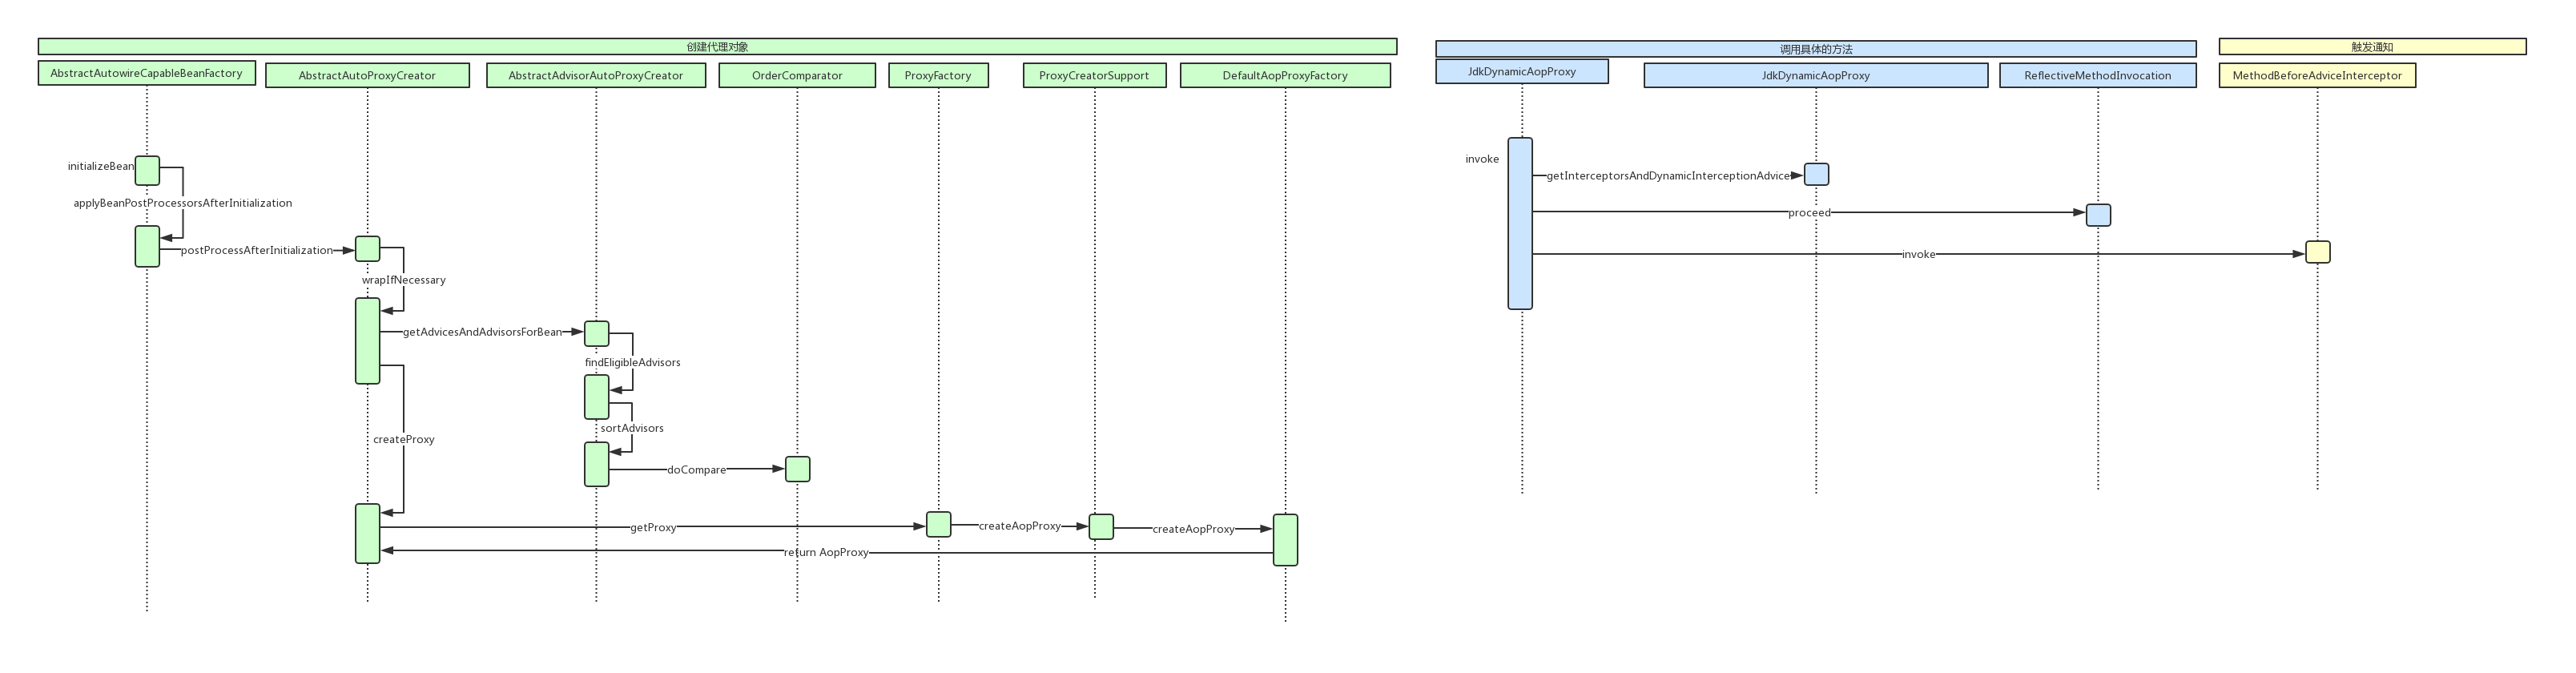 创建代理对象
调用具体的方法
触发通知
AbstractAutowireCapableBeanFactory
AbstractAutoProxyCreator
AbstractAdvisorAutoProxyCreator
OrderComparator
ProxyFactory
ProxyCreatorSupport
DefaultAopProxyFactory
JdkDynamicAopProxy
JdkDynamicAopProxy
ReflectiveMethodInvocation
MethodBeforeAdviceInterceptor
initializeBean
applyBeanPostProcessorsAfterInitialization
postProcessAfterInitialization
wrapIfNecessary
getAdvicesAndAdvisorsForBean
findEligibleAdvisors
sortAdvisors
createProxy
doCompare
getProxy
createAopProxy
createAopProxy
return AopProxy
invoke
getInterceptorsAndDynamicInterceptionAdvice
proceed
invoke